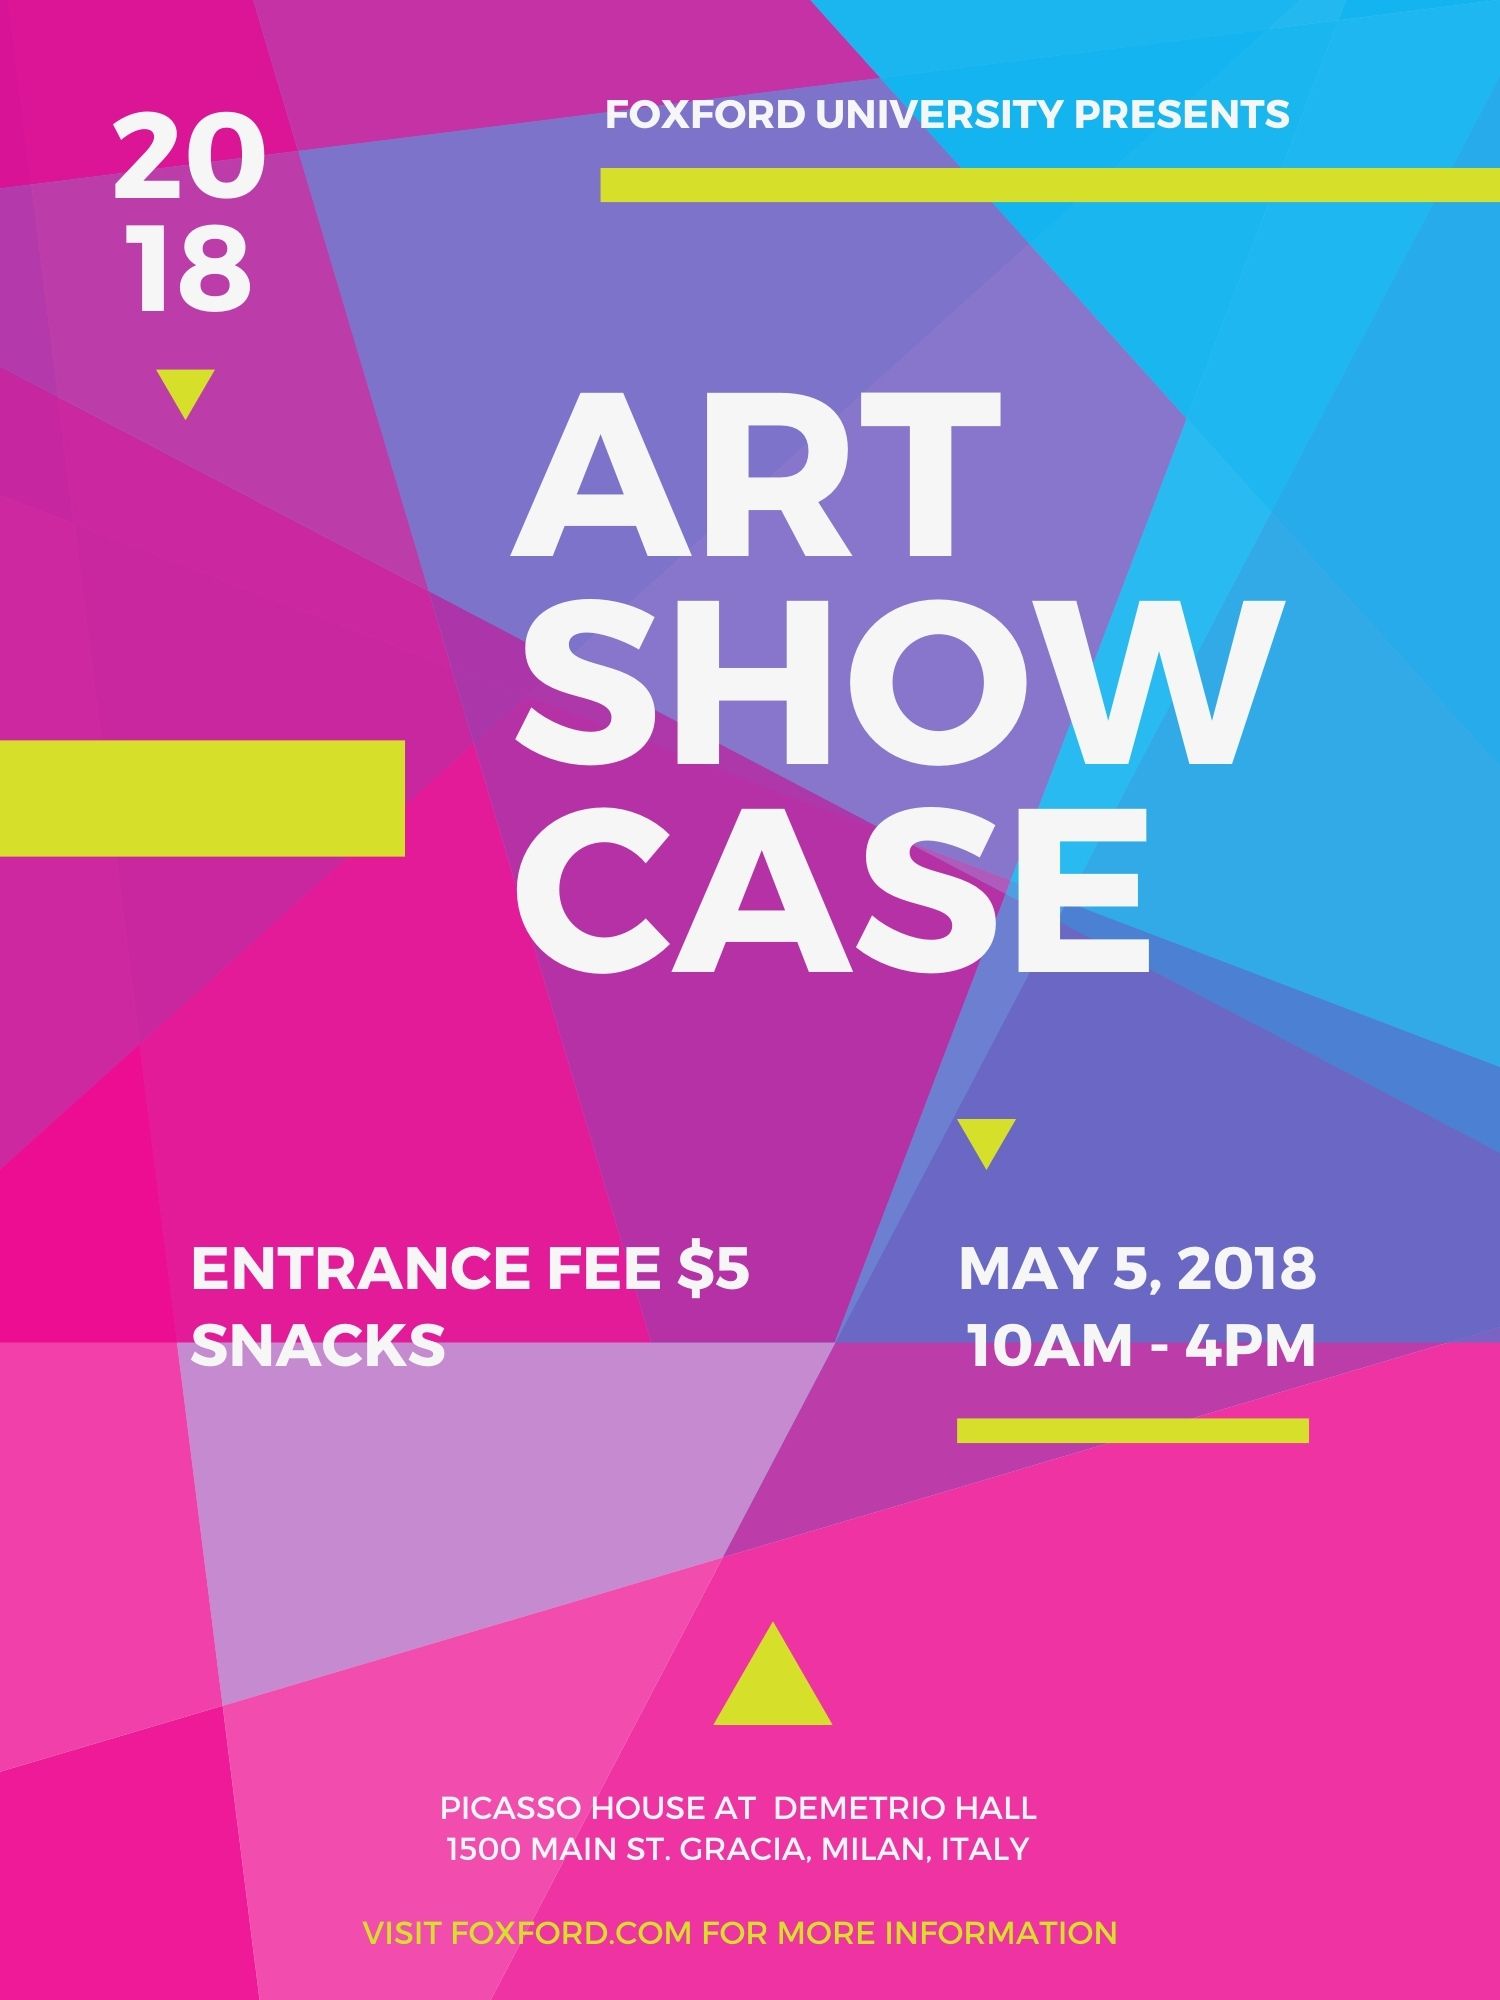 20
18
FOXFORD UNIVERSITY PRESENTS
ART
SHOW
CASE
ENTRANCE FEE $5
SNACKS
MAY 5, 2018
10AM - 4PM
PICASSO HOUSE AT DEMETRIO HALL
1500 MAIN ST. GRACIA, MILAN, ITALY
VISIT FOXFORD.COM FOR MORE INFORMATION